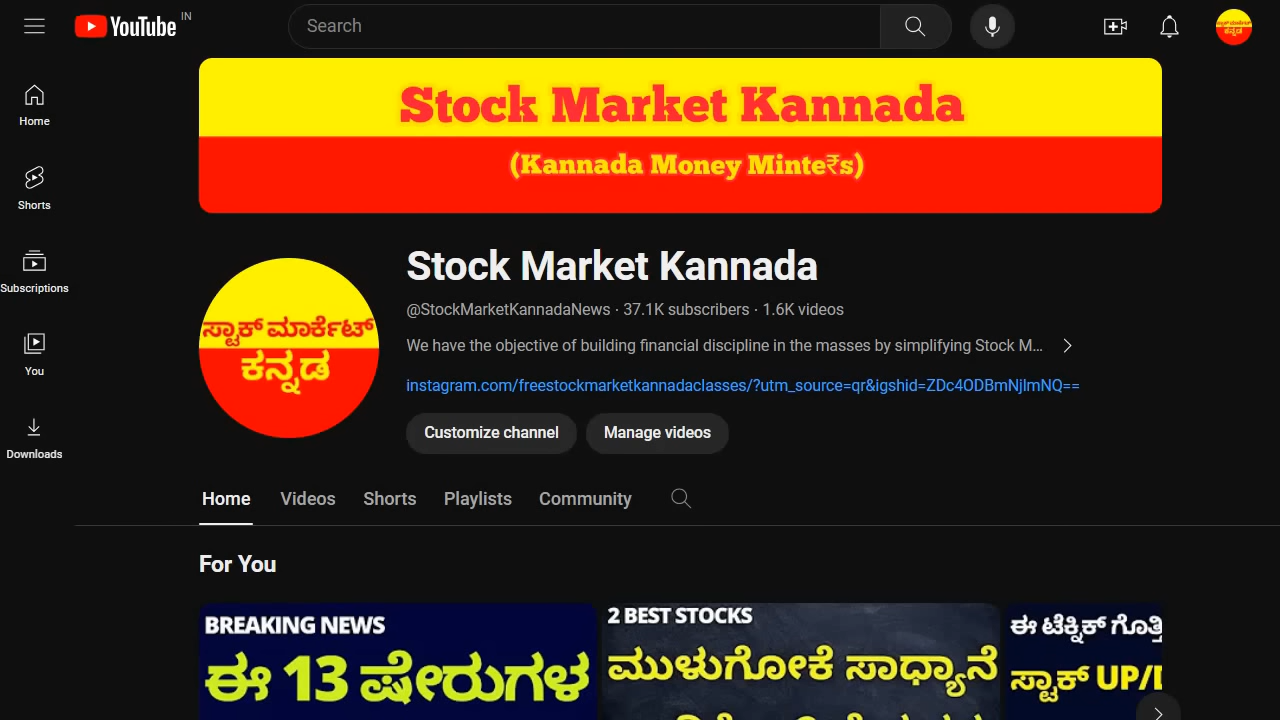 YouTube IN
Search
Home
Shorts
Subscriptions
You
Downloads
Stock Market Kannada
(Kannada Money Minte₹s)
ಸ್ಟಾಕ್ ಮಾರ್ಕೆಟ್
ಕನ್ನಡ
Stock Market Kannada
@StockMarketKannadaNews · 37.1K subscribers · 1.6K videos
We have the objective of building financial discipline in the masses by simplifying Stock M...
instagram.com/freestockmarketkannadaclasses/?utm_source=qr&igshid=ZDc4ODBmNjlmNQ==
Customize channel Manage videos
Home Videos Shorts Playlists Community
For You
BREAKING NEWS
ಈ 13 ಷೇರುಗಳ
2 BEST STOCKS
ಮುಳುಗೋಕೆ ಸಾಧ್ಯಾನೆ
ಈ ಟೆಕ್ನಿಕ್ ಗೊತ್ತಿ
ಸ್ಟಾಕ್ UP/